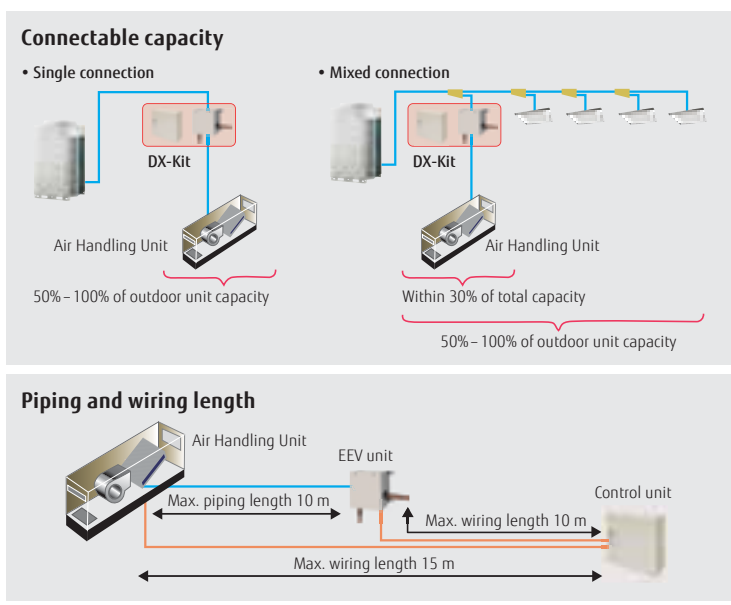 Connectable capacity
• Single connection
DX-Kit
Air Handling Unit
50%–100% of outdoor unit capacity
• Mixed connection
DX-Kit
Air Handling Unit
Within 30% of total capacity
50%–100% of outdoor unit capacity
Piping and wiring length
Air Handling Unit
EEV unit
Control unit
Max. piping length 10 m
Max. wiring length 10 m
Max. wiring length 15 m